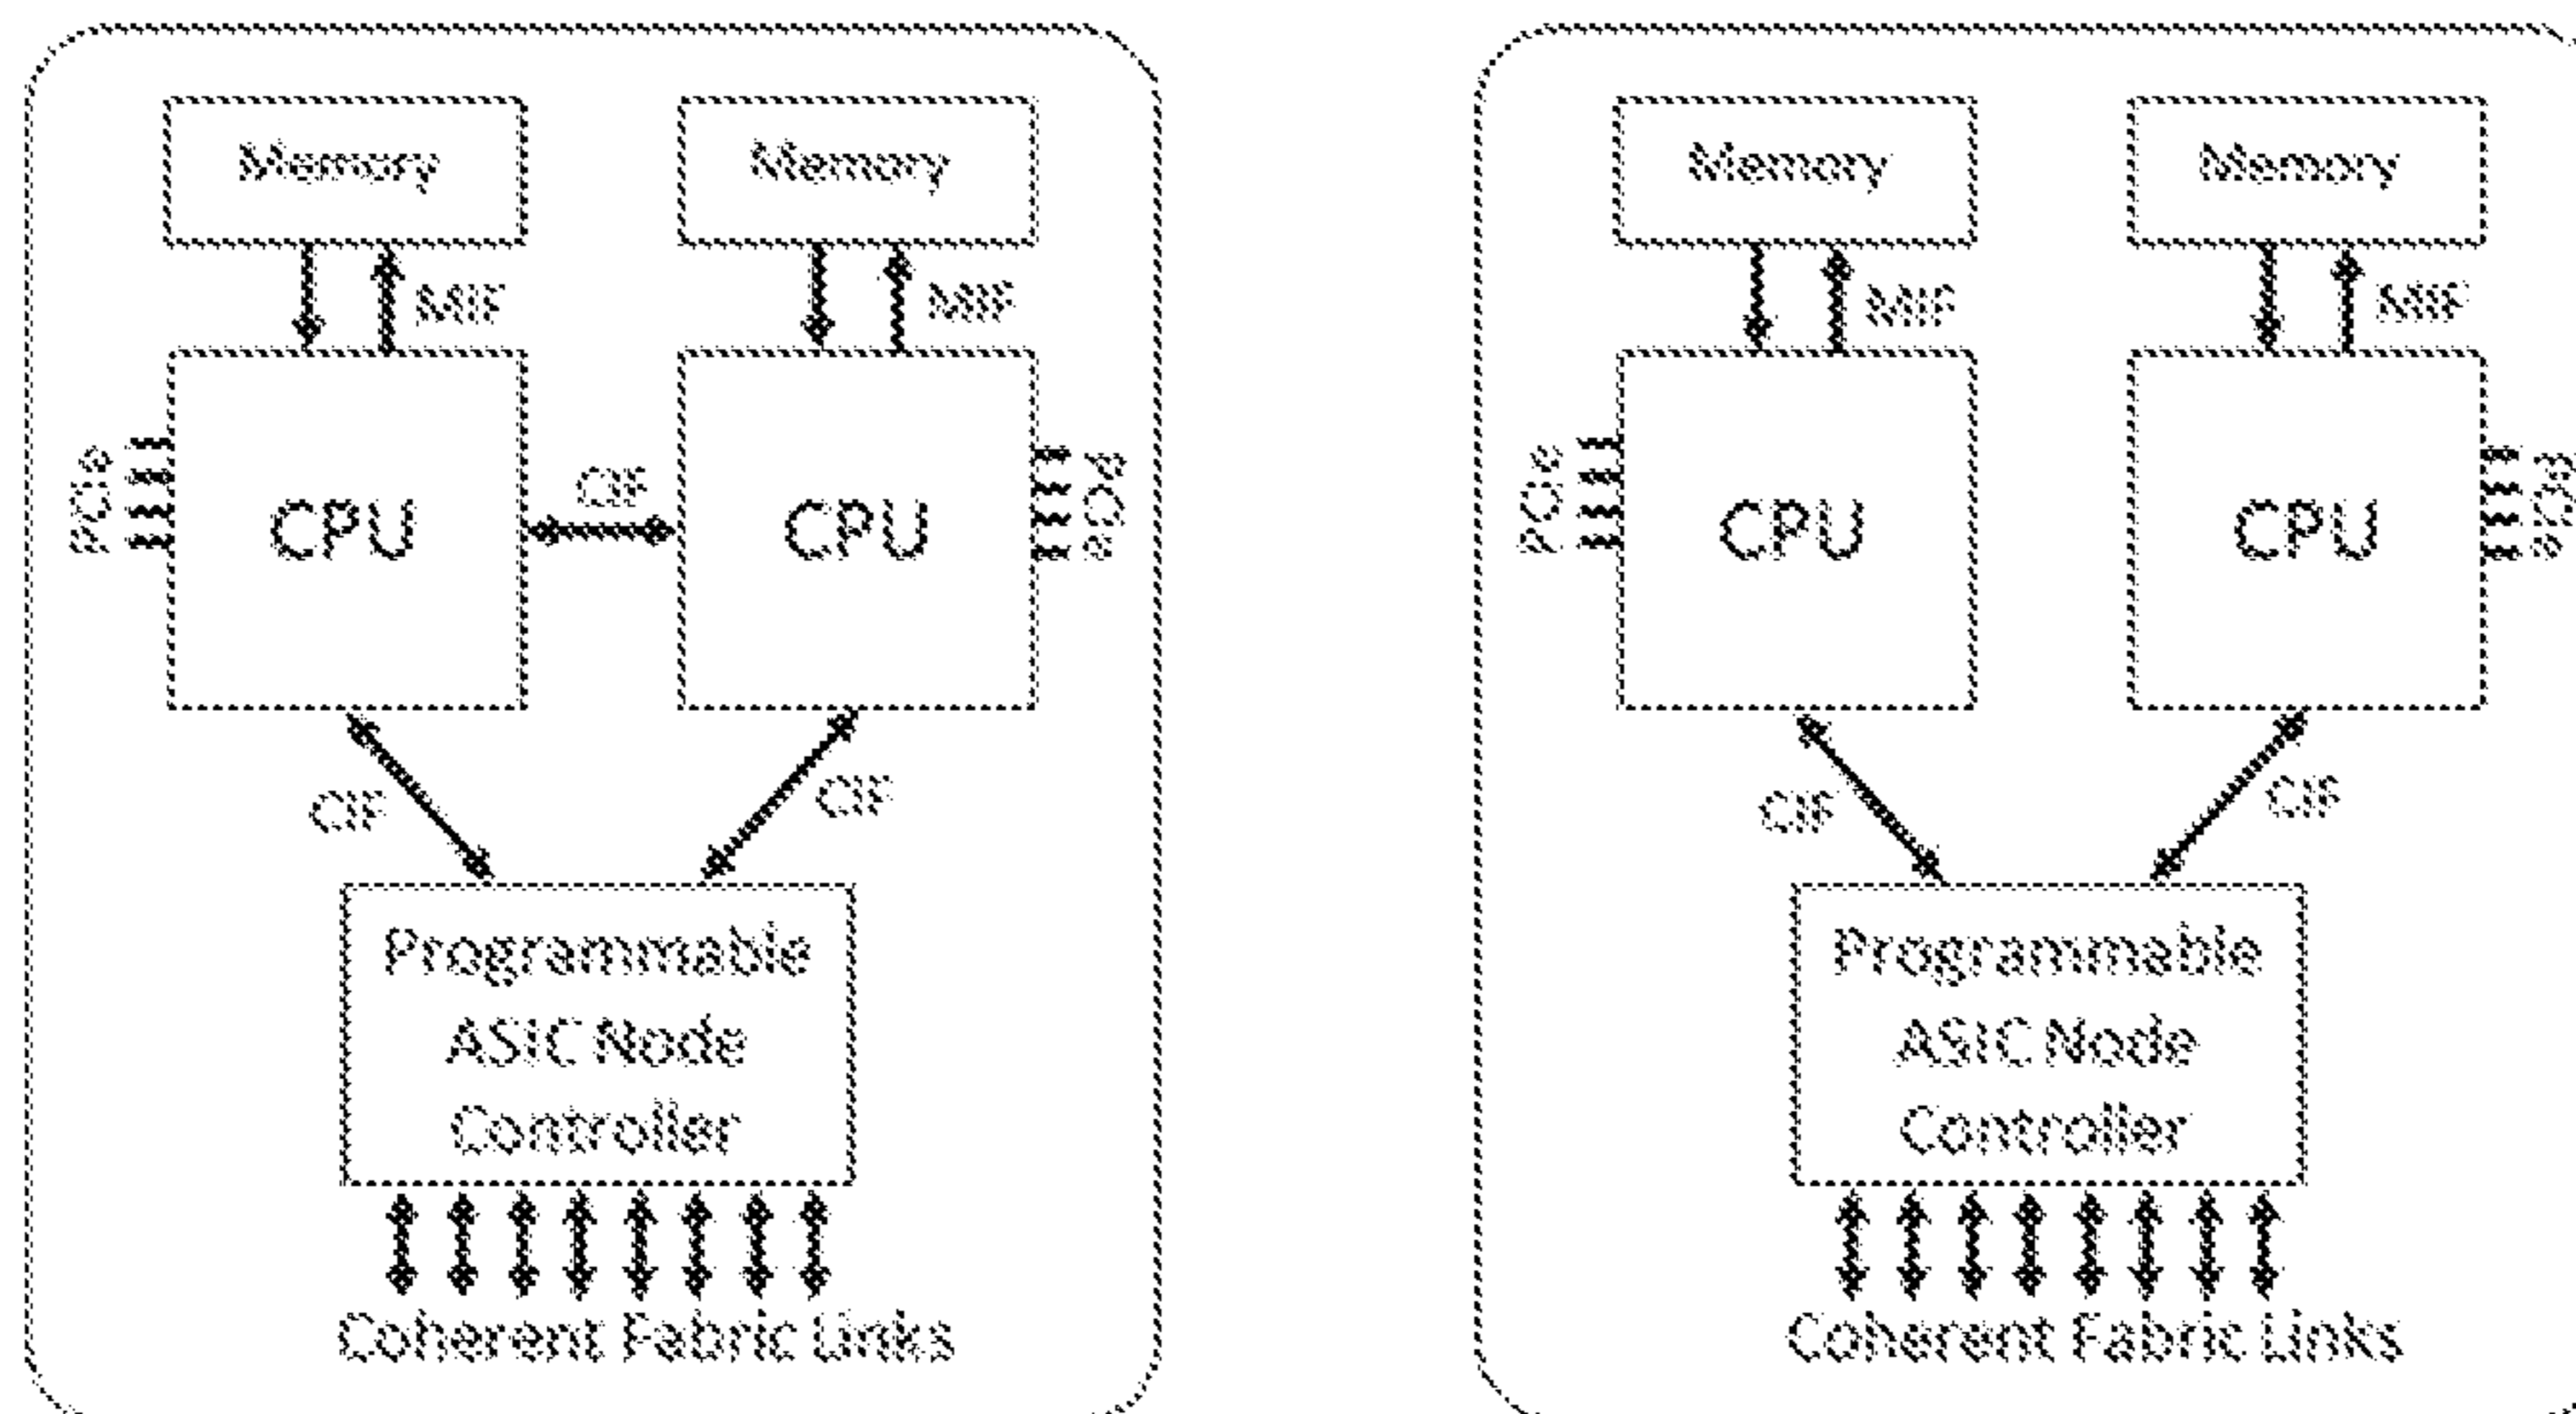 Memory
Memory
MIF
MIF
PCIe
CPU
CIF
CPU
PCIe
CIF
CIF
Programmable
ASIC Node
Controller
Coherent Fabric Links
Memory
Memory
MIF
MIF
PCIe
CPU
CPU
PCIe
CIF
CIF
Programmable
ASIC Node
Controller
Coherent Fabric Links